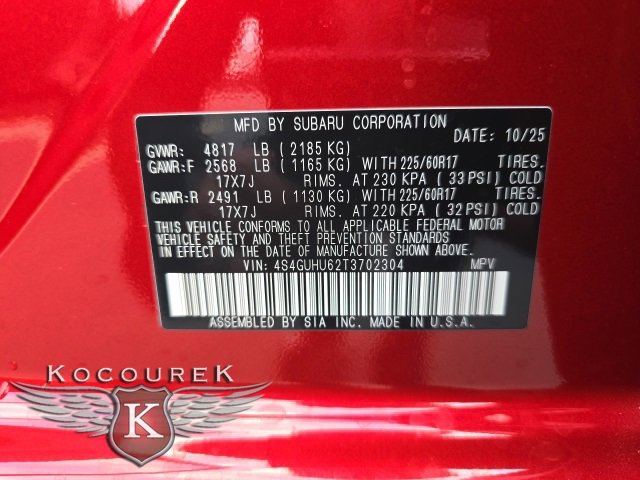 MFD BY SUBARU CORPORATION
DATE: 10/25
GVWR: 4817 LB (2185 KG)
GAWR:F 2568 LB (1165 KG) WITH 225/60R17 TIRES.
17X7J RIMS. AT 230 KPA (33 PSI) COLD
GAWR:R 2491 LB (1130 KG) WITH 225/60R17 TIRES.
17X7J RIMS. AT 220 KPA (32 PSI) COLD
THIS VEHICLE CONFORMS TO ALL APPLICABLE FEDERAL MOTOR
VEHICLE SAFETY AND THEFT PREVENTION STANDARDS
IN EFFECT ON THE DATE OF MANUFACTURE SHOWN ABOVE.
VIN: 4S4GUHU62T3702304 MPV
ASSEMBLED BY SIA INC. MADE IN U.S.A.
KOCOUREK
K